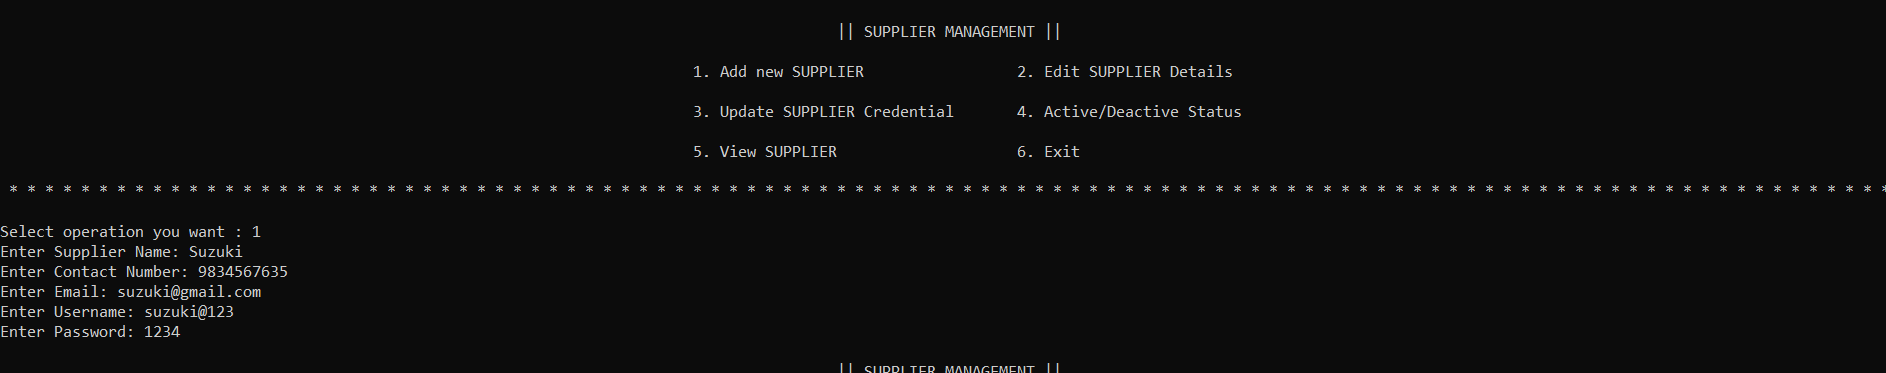 || SUPPLIER MANAGEMENT ||
1. Add new SUPPLIER 2. Edit SUPPLIER Details
3. Update SUPPLIER Credential 4. Active/Deactive Status
5. View SUPPLIER 6. Exit
* * * * * * * * * * * * * * * * * * * * * * * * * * * * * * * * * * * * * * * * * * * * * * * * * * * * * * * * * * * * * * * * * * * * * * * * * * * * * * * * * * * * * * * * * * * * * * * * * * * * * * * * *
Select operation you want : 1
Enter Supplier Name: Suzuki
Enter Contact Number: 9834567635
Enter Email: suzuki@gmail.com
Enter Username: suzuki@123
Enter Password: 1234
|| SUPPLIER MANAGEMENT ||